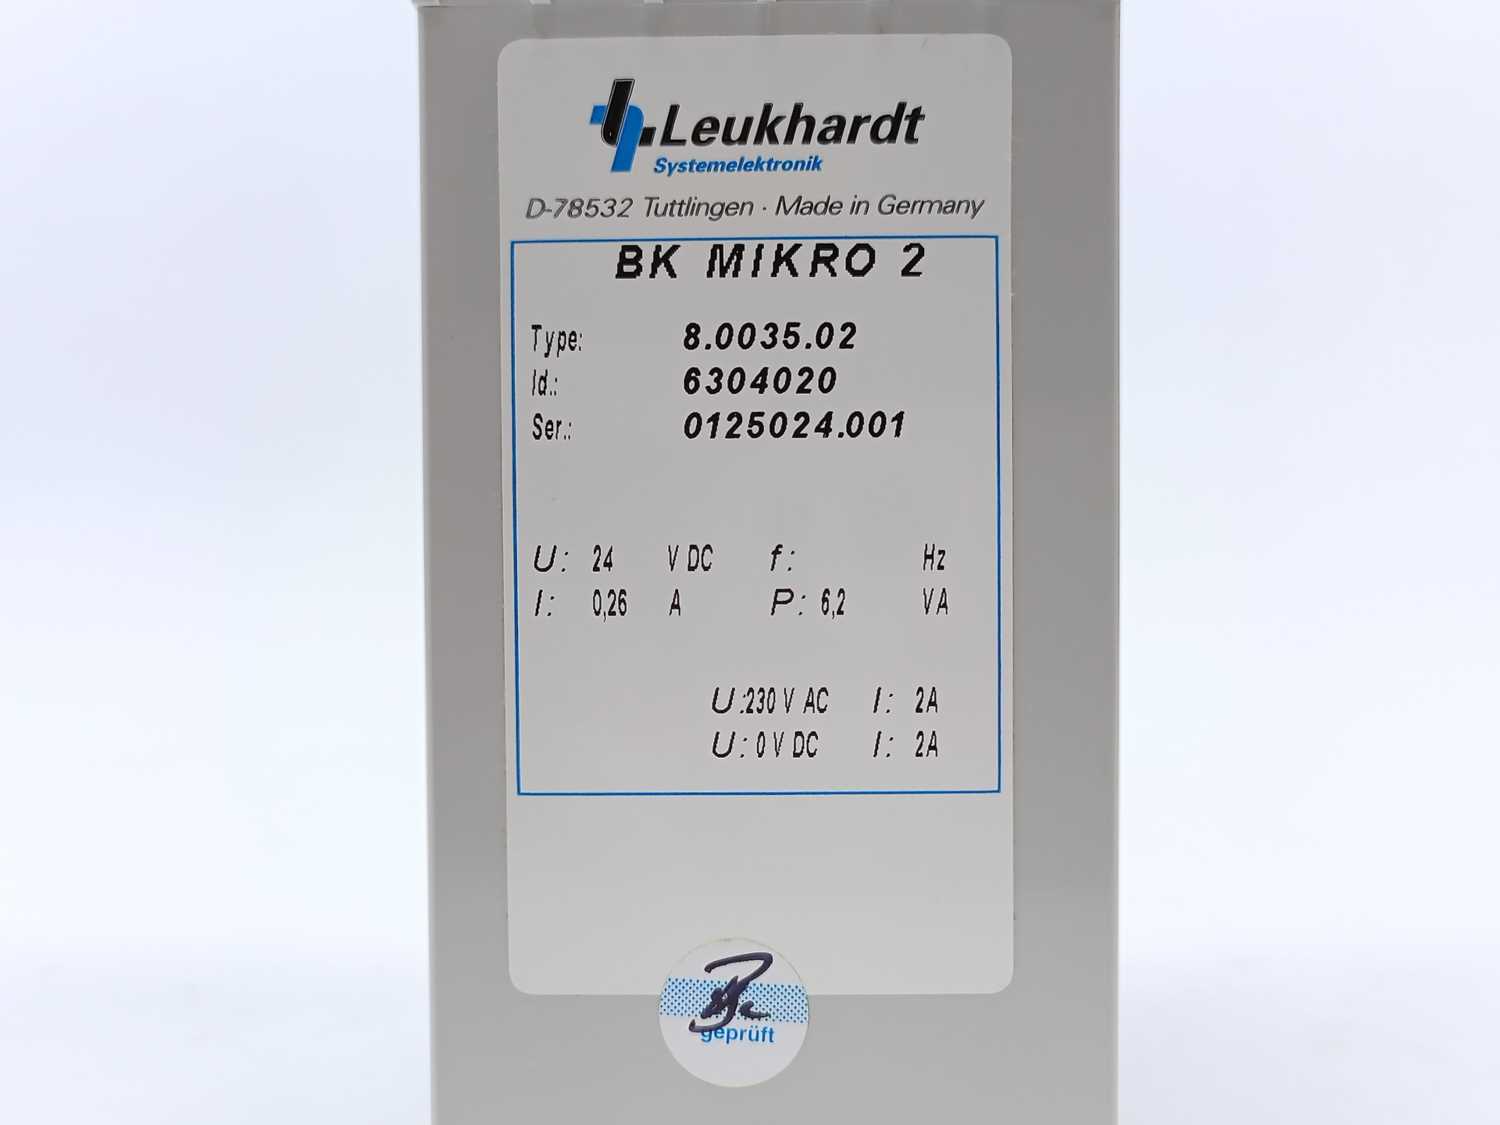 Leukhardt
Systemelektronik
D-78532 Tuttlingen · Made in Germany
BK MIKRO 2
Type: 8.0035.02
Id.: 6304020
Ser.: 0125024.001
U: 24 V DC f: Hz
I: 0,26 A P: 6,2 VA
U:230 V AC I: 2A
U: 0 V DC I: 2A
geprüft